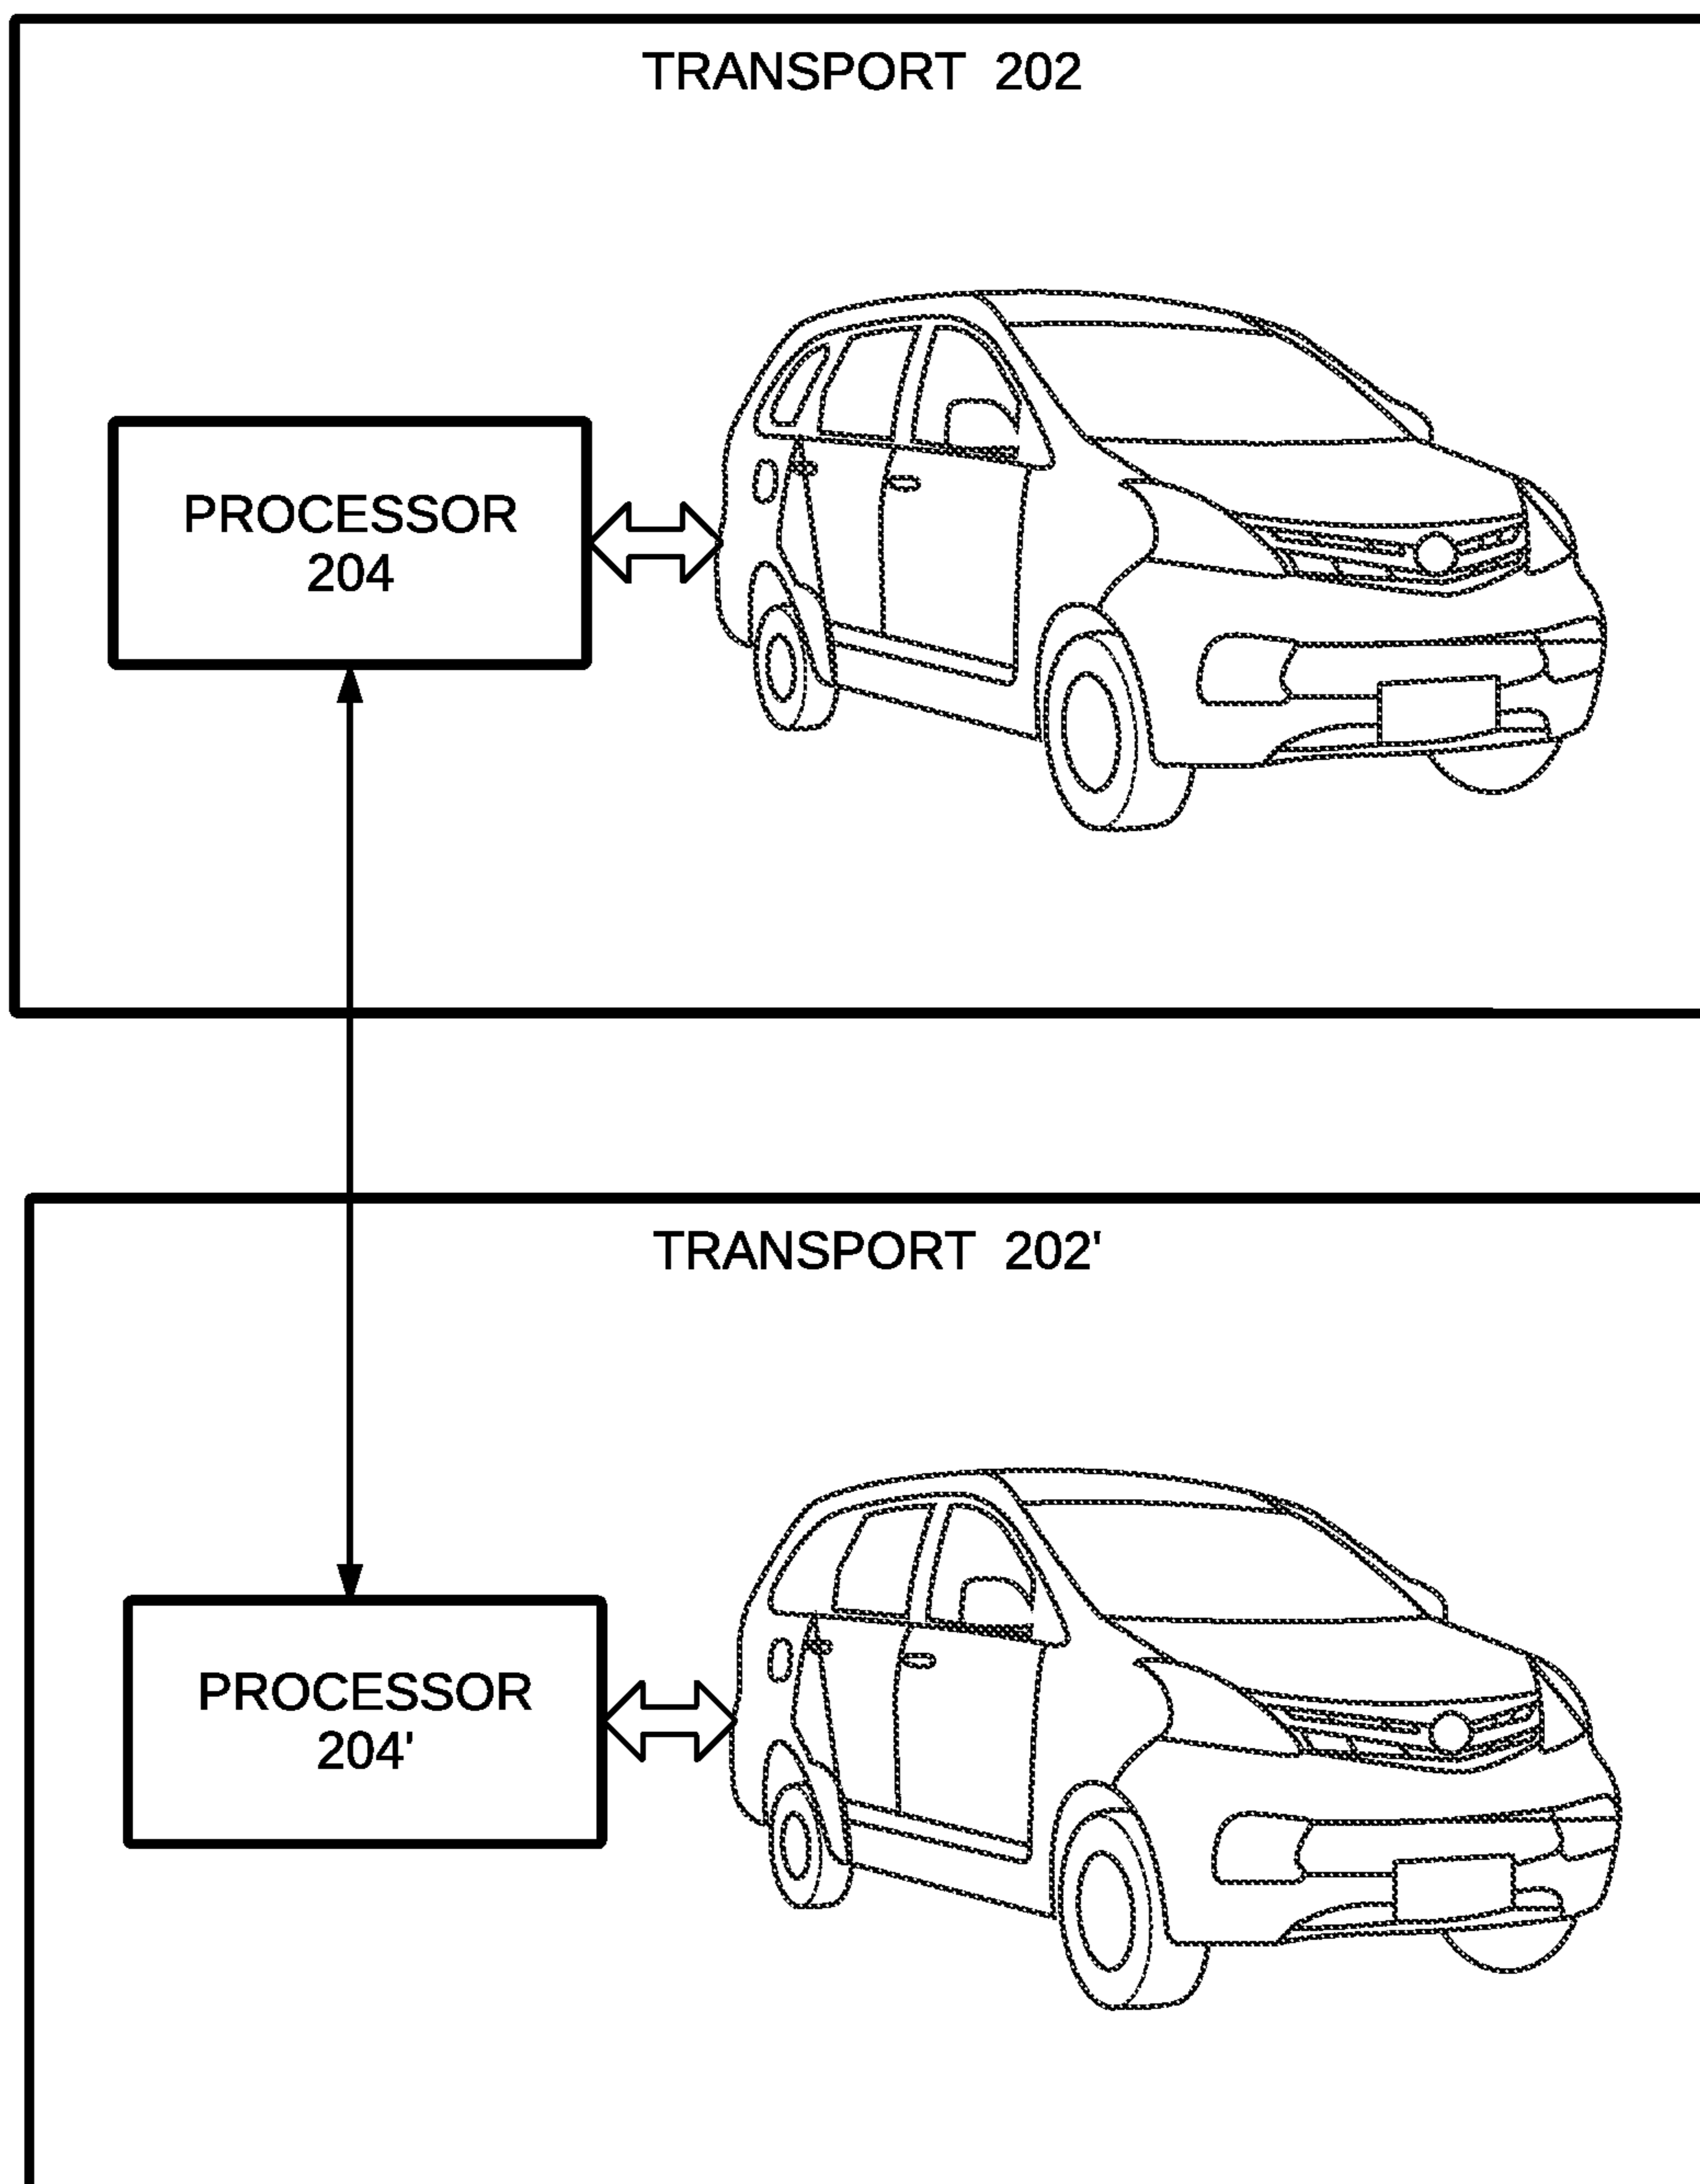 TRANSPORT 202
PROCESSOR
204
TRANSPORT 202'
PROCESSOR
204'